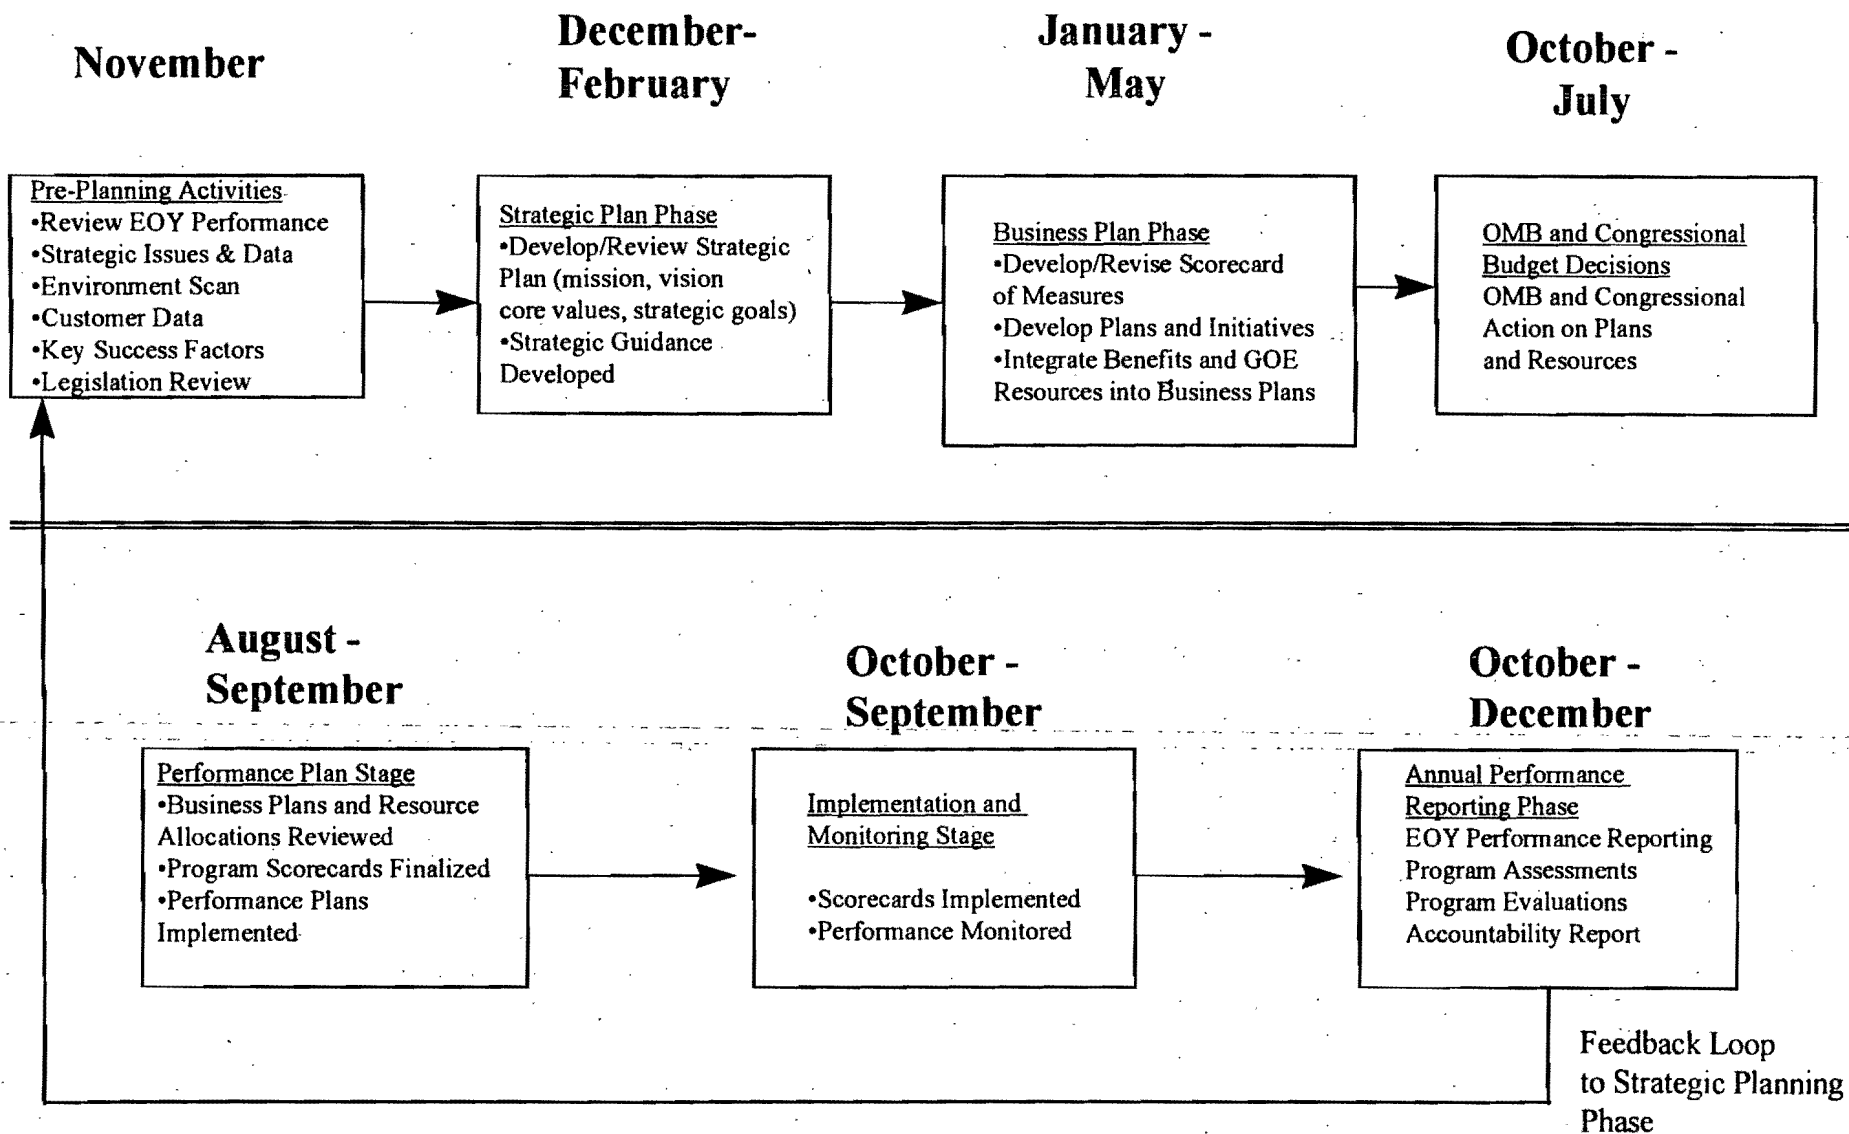 November
December-
February
January -
May
October -
July
Pre-Planning Activities
•Review EOY Performance
•Strategic Issues & Data
•Environment Scan
•Customer Data
•Key Success Factors
•Legislation Review
Strategic Plan Phase
•Develop/Review Strategic
Plan (mission, vision
core values, strategic goals)
•Strategic Guidance
Developed
Business Plan Phase
•Develop/Revise Scorecard
of Measures
•Develop Plans and Initiatives
•Integrate Benefits and GOE
Resources into Business Plans
OMB and Congressional
Budget Decisions
OMB and Congressional
Action on Plans
and Resources
August -
September
October -
September
October -
December
Performance Plan Stage
•Business Plans and Resource
Allocations Reviewed
•Program Scorecards Finalized
•Performance Plans
Implemented
Implementation and
Monitoring Stage
•Scorecards Implemented
•Performance Monitored
Annual Performance
Reporting Phase
EOY Performance Reporting
Program Assessments
Program Evaluations
Accountability Report
Feedback Loop
to Strategic Planning
Phase